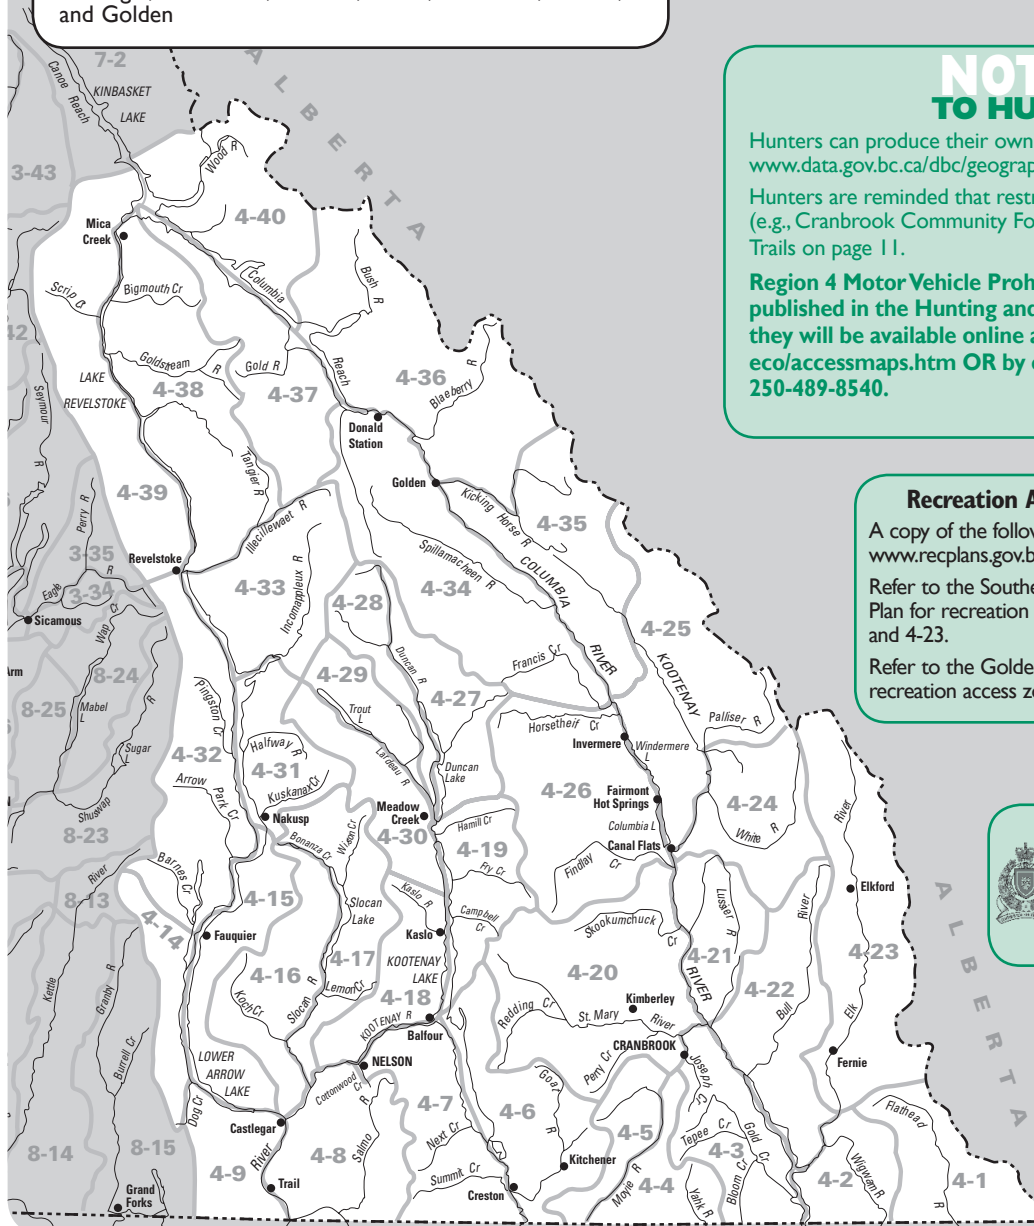 and Golden
NOT
TO HU
Hunters can produce their own
www.data.gov.bc.ca/dbc/geograp
Hunters are reminded that restr
(e.g., Cranbrook Community Fo
Trails on page 11.
Region 4 Motor Vehicle Proh
published in the Hunting and
they will be available online a
eco/accessmaps.htm OR by c
250-489-8540.
Recreation A
A copy of the follow
www.recplans.gov.b
Refer to the Southe
Plan for recreation
and 4-23.
Refer to the Golde
recreation access zo
ALBERTA
7-2
KINBASKET
LAKE
Canoe Reach
3-43
Wood R
4-40
Mica
Creek
Columbia
Reach
Bush R
Scrip
Bigmouth Cr
42
Goldstream R
Gold R
4-36
Blaeberry R
LAKE
REVELSTOKE
4-38
4-37
Seymour R
Donald
Station
Tangier R
Golden
4-39
Perry R
Illecillewaet R
Kicking Horse R
4-35
3-35
Revelstoke
Eagle R
3-34
4-33
Incomappleux R
Spillamacheen R
4-34
COLUMBIA
RIVER
4-28
Sicamous
Wap Cr
4-25
Arm
8-24
4-29
Duncan R
Francis Cr
KOOTENAY
8-25
Mabel
L
Pingston Cr
Trout
L
4-27
Horsethief Cr
Palliser R
Sugar
L
4-32
Halfway R
Lardeau R
Invermere
Windermere
L
4-31
Duncan
Lake
Arrow
Park Cr
Kuskanax Cr
4-26
Fairmont
Hot Springs
4-24
River
Shuswap
Meadow
Creek
Nakusp
Hamill Cr
Columbia L
White R
8-23
Bonanza Cr
Wilson Cr
4-30
4-19
Canal Flats
River
Barnes Cr
Fry Cr
Findlay
Cr
Elkford
8-13
4-15
Kaslo R
Lussier R
River
4-14
Slocan
Lake
Campbell
Cr
Skookumchuck
Cr
ALBERTA
Fauquier
Kaslo
4-21
4-23
4-17
KOOTENAY
LAKE
4-16
4-20
RIVER
Kettle
Granby R
Koch Cr
Lemon Cr
4-18
4-22
Slocan R
Redding Cr
Kimberley
St. Mary River
Bull
Elk
KOOTENAY R
Balfour
Burrell Cr
LOWER
ARROW
LAKE
CRANBROOK
Fernie
NELSON
Perry Cr
Joseph Cr
Goat R
Cottonwood
Cr
Dog Cr
4-7
4-6
Flathead R
Castlegar
Next Cr
4-5
Tepee Cr
Gold Cr
8-14
8-15
4-8
Salmo R
4-3
Kitchener
4-9
River
Summit Cr
Moyie R
4-4
Yahk R
Bloom Cr
4-2
Wigwam R
4-1
Trail
Creston
Grand
Forks